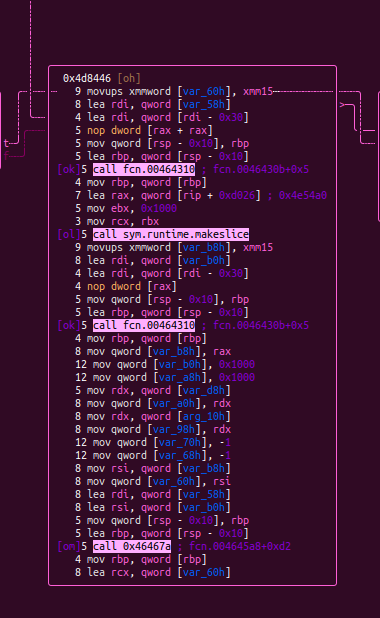 0x4d8446 [oh]
9 movups xmmword [var_60h], xmm15
8 lea rdi, qword [var_58h]
4 lea rdi, qword [rdi - 0x30]
5 nop dword [rax + rax]
5 mov qword [rsp - 0x10], rbp
5 lea rbp, qword [rsp - 0x10]
[ok]5 call fcn.00464310 ; fcn.0046430b+0x5
4 mov rbp, qword [rbp]
7 lea rax, qword [rip + 0xd026] ; 0x4e54a0
5 mov ebx, 0x1000
3 mov rcx, rbx
[ol]5 call sym.runtime.makeslice
9 movups xmmword [var_b8h], xmm15
8 lea rdi, qword [var_b0h]
4 lea rdi, qword [rdi - 0x30]
4 nop dword [rax]
5 mov qword [rsp - 0x10], rbp
5 lea rbp, qword [rsp - 0x10]
[ok]5 call fcn.00464310 ; fcn.0046430b+0x5
4 mov rbp, qword [rbp]
8 mov qword [var_b8h], rax
12 mov qword [var_b0h], 0x1000
12 mov qword [var_a8h], 0x1000
5 mov rdx, qword [var_d8h]
8 mov qword [var_a0h], rdx
8 mov rdx, qword [arg_10h]
8 mov qword [var_98h], rdx
12 mov qword [var_70h], -1
12 mov qword [var_68h], -1
8 mov rsi, qword [var_b8h]
8 mov qword [var_60h], rsi
8 lea rdi, qword [var_58h]
8 lea rsi, qword [var_b0h]
5 mov qword [rsp - 0x10], rbp
5 lea rbp, qword [rsp - 0x10]
[om]5 call 0x46467a ; fcn.004645a8+0xd2
4 mov rbp, qword [rbp]
8 lea rcx, qword [var_60h]
t
f